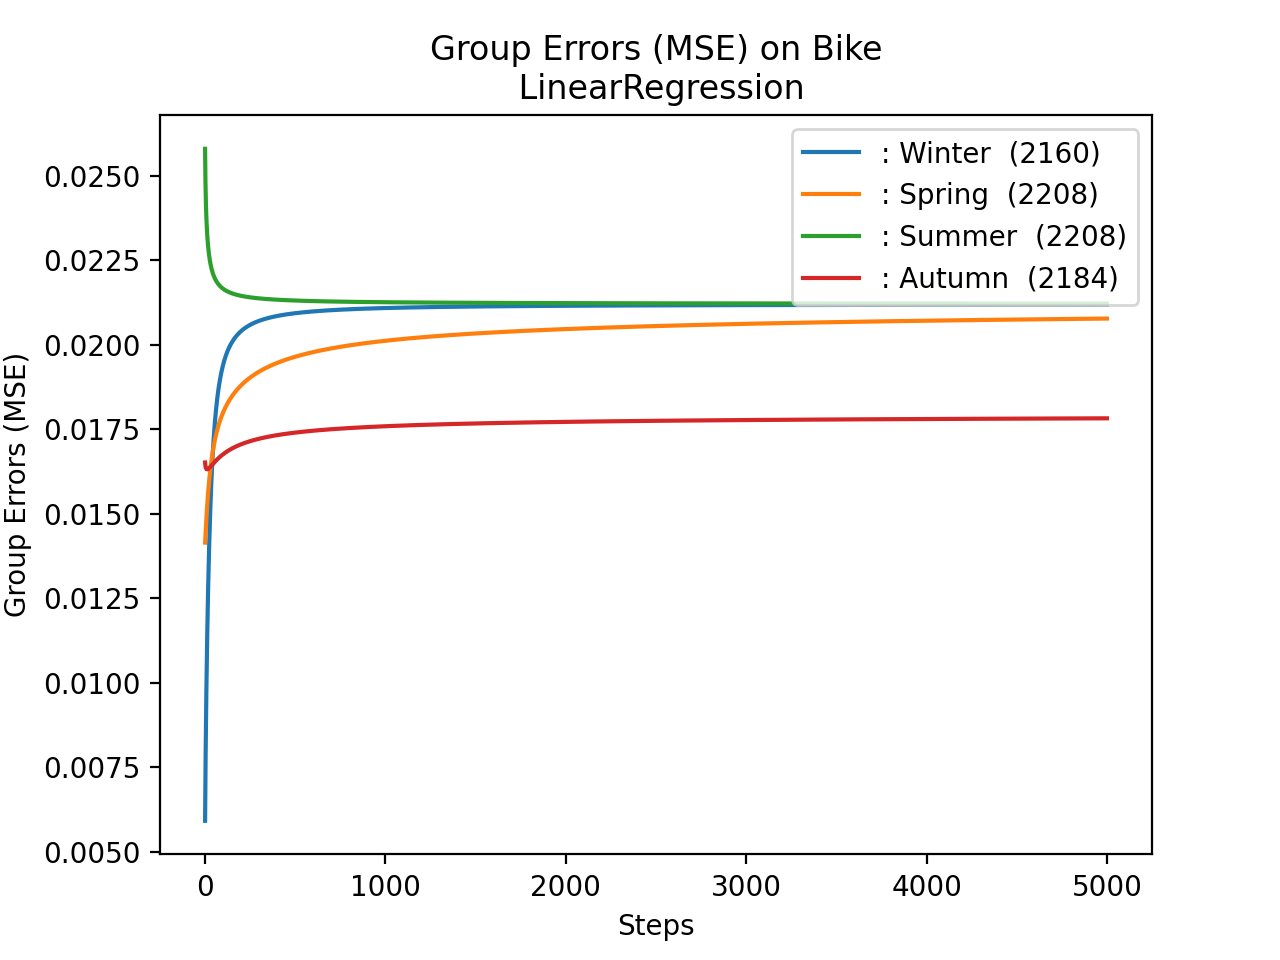 Group Errors (MSE) on Bike
LinearRegression
: Winter (2160)
: Spring (2208)
: Summer (2208)
: Autumn (2184)
Group Errors (MSE)
0.0250
0.0225
0.0200
0.0175
0.0150
0.0125
0.0100
0.0075
0.0050
0 1000 2000 3000 4000 5000
Steps